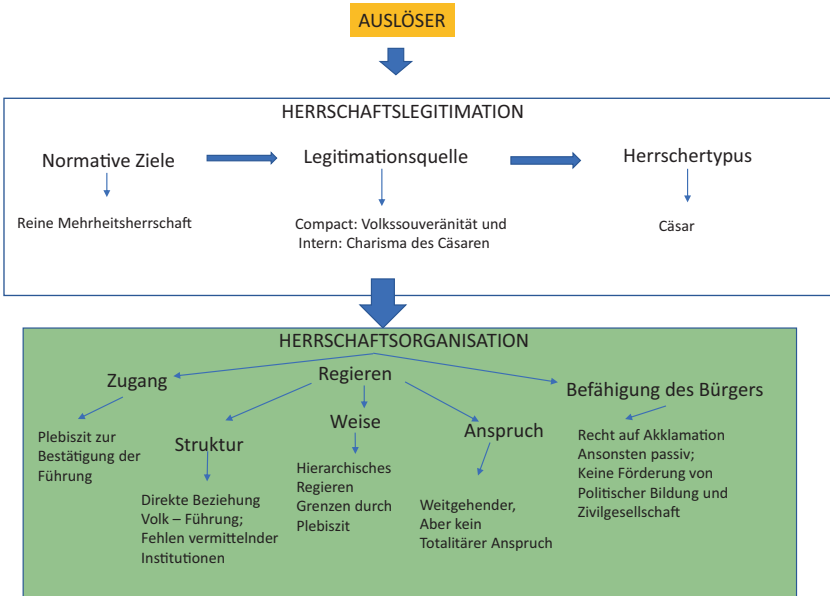 AUSLÖSER
HERRSCHAFTSLEGITIMATION
Normative Ziele
Legitimationsquelle
Herrschertypus
Reine Mehrheitsherrschaft
Compact: Volkssouveränität und
Intern: Charisma des Cäsaren
Cäsar
HERRSCHAFTSORGANISATION
Zugang
Regieren
Befähigung des Bürgers
Plebiszit zur
Bestätigung der
Führung
Struktur
Weise
Anspruch
Direkte Beziehung
Volk – Führung;
Fehlen vermittelnder
Institutionen
Hierarchisches
Regieren
Grenzen durch
Plebiszit
Weitgehender,
Aber kein
Totalitärer Anspruch
Recht auf Akklamation
Ansonsten passiv;
Keine Förderung von
Politischer Bildung und
Zivilgesellschaft